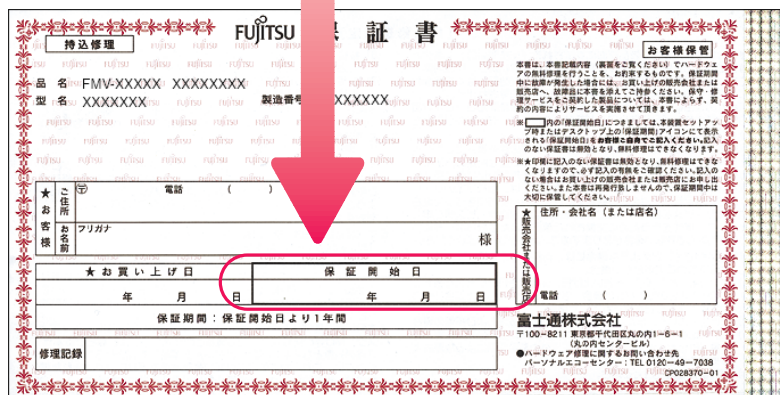 FUJITSU 保 証 書
持込修理
お客様保管
品 名 FMV-XXXXX XXXXXXXX
型 名 XXXXXXX 製造番号 XXXXXX
本書は、本書記載内容（裏面をご覧ください）でハードウェ
アの無料修理を行うことを、お約束するものです。保証期間
中に故障が発生した場合には、お買い上げの販売会社または
販売店へ、故障品に本書を添えてご持参ください。保守・修
理サービスをご契約した製品については、本書によらず、契
約の内容によりサービスを実施させて頂きます。
※ 内の「保証開始日」につきましては、本装置セットアッ
プ時またはデスクトップ上の「保証期間」アイコンにて表示
される「保証開始日」をお客様ご自身でご記入ください。記入
のない保証書は無効となり、無料修理はできなくなります。
※★印欄に記入のない保証書は無効となり、無料修理はできな
くなりますので、必ず記入の有無をご確認ください。記入の
ない場合はお買い上げの販売会社または販売店にお申し出
ください。また本書は再発行致しませんので、保証期間中は
大切に保管してください。
★お客様
ご住所 〒 電話 （ ）
お名前 フリガナ 様
★販売会社または販売店
住所・会社名（または店名）
電話 （ ）
★お買い上げ日 保証開始日
年 月 日 年 月 日
保証期間：保証開始日より1年間
修理記録
富士通株式会社
〒100-8211 東京都千代田区丸の内1-6-1
（丸の内センタービル）
●ハードウェア修理に関するお問い合わせ先
パーソナルエコーセンター：TEL 0120-49-7038
CP028370-01